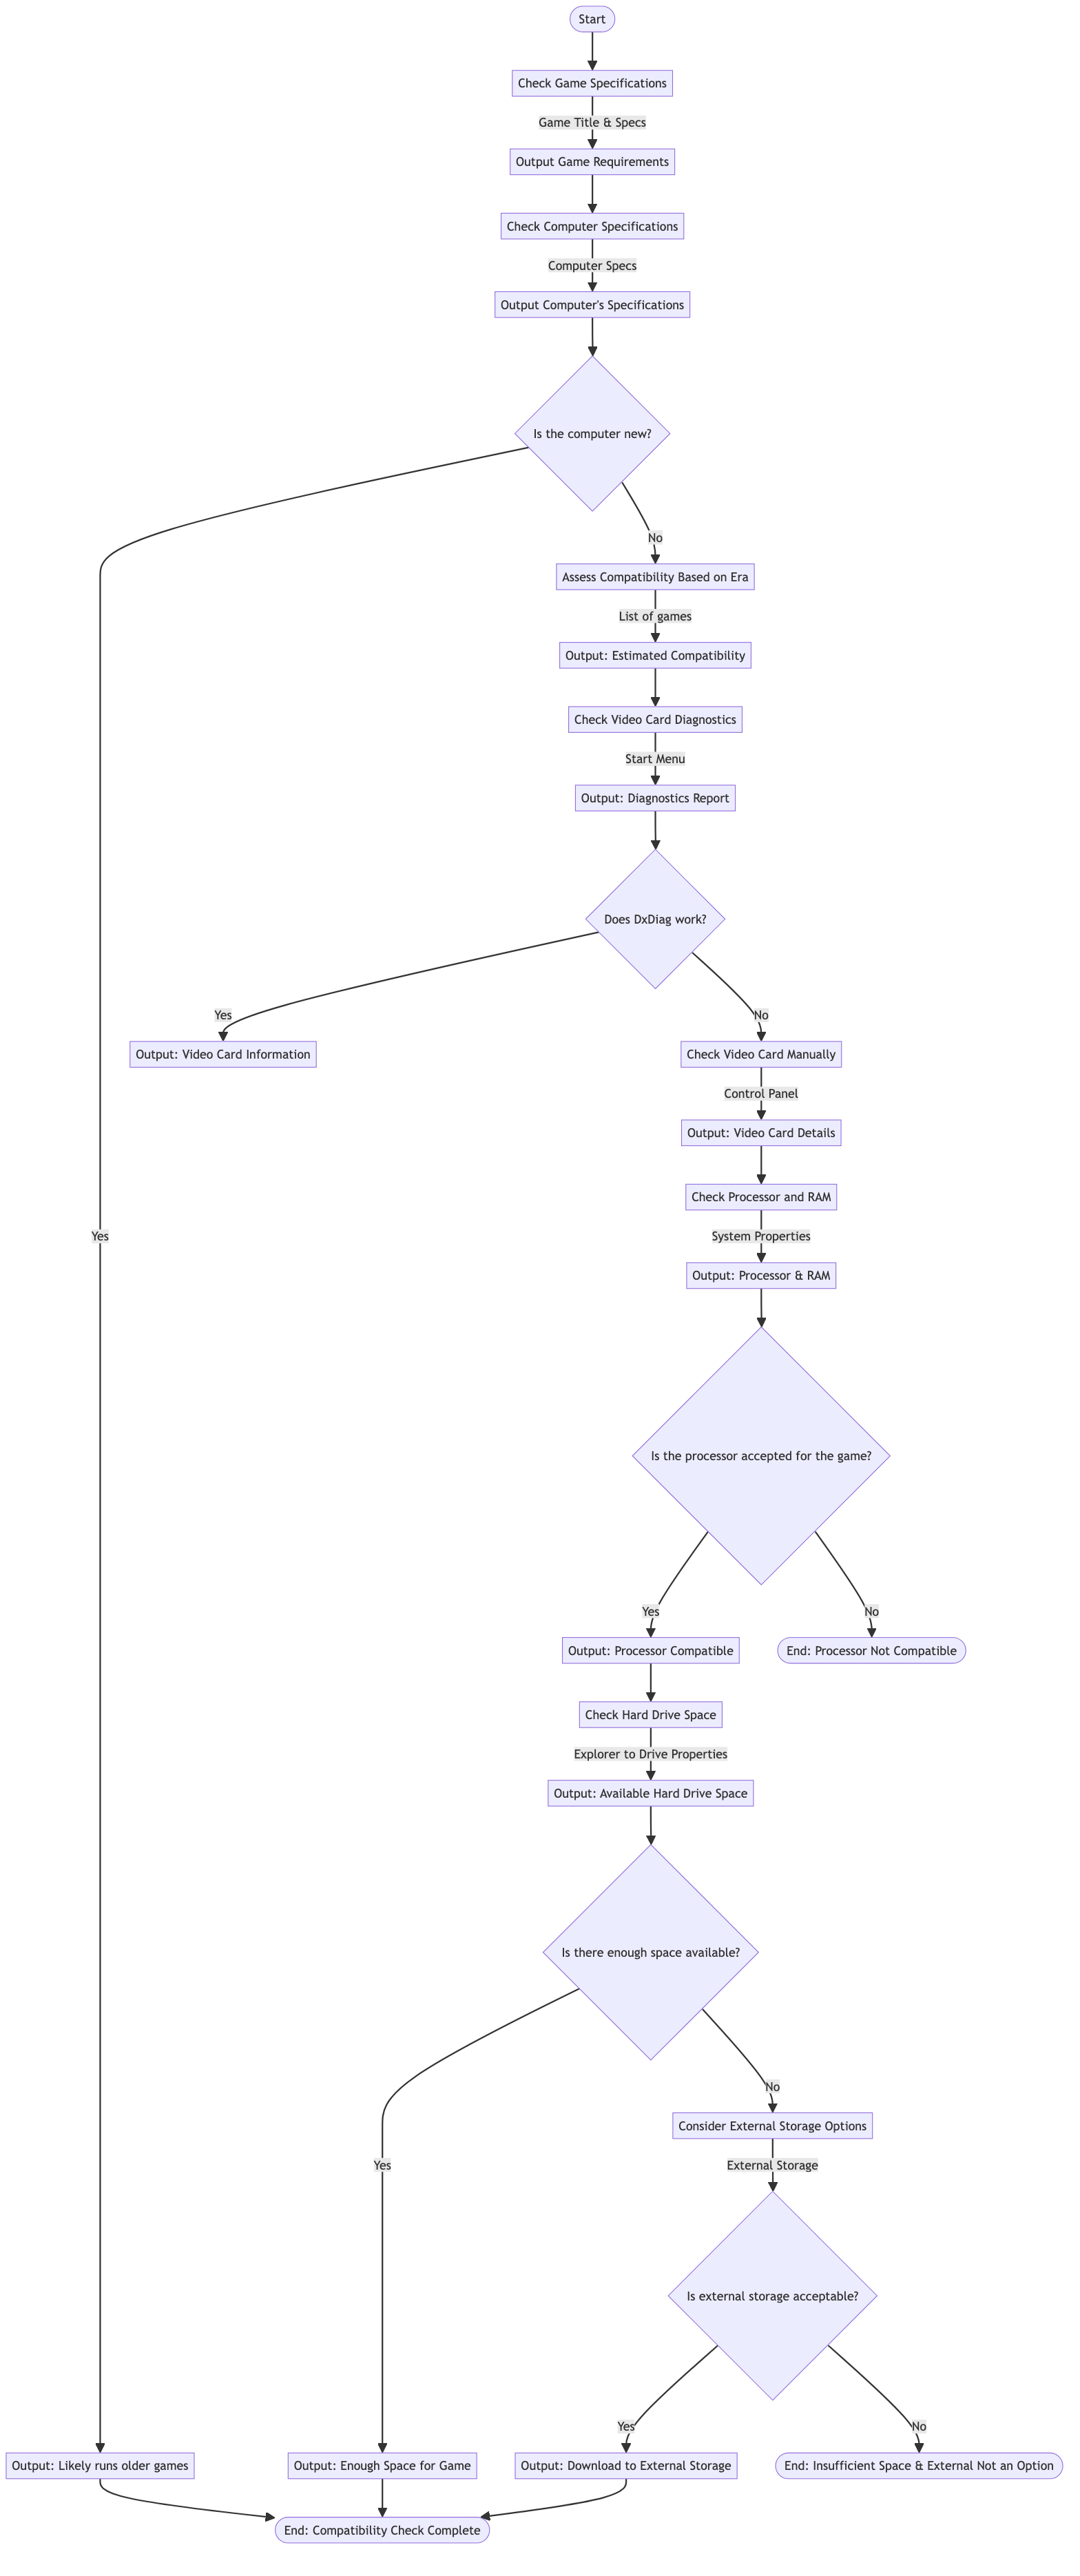 Start
Check Game Specifications
Game Title & Specs
Output Game Requirements
Check Computer Specifications
Computer Specs
Output Computer's Specifications
Is the computer new?
No
Assess Compatibility Based on Era
List of games
Output: Estimated Compatibility
Check Video Card Diagnostics
Start Menu
Output: Diagnostics Report
Does DxDiag work?
Yes
No
Output: Video Card Information
Check Video Card Manually
Control Panel
Output: Video Card Details
Check Processor and RAM
Yes
System Properties
Output: Processor & RAM
Is the processor accepted for the game?
Yes
No
Output: Processor Compatible
End: Processor Not Compatible
Check Hard Drive Space
Explorer to Drive Properties
Output: Available Hard Drive Space
Is there enough space available?
No
Consider External Storage Options
Yes
External Storage
Is external storage acceptable?
Yes
No
Output: Likely runs older games
Output: Enough Space for Game
Output: Download to External Storage
End: Insufficient Space & External Not an Option
End: Compatibility Check Complete